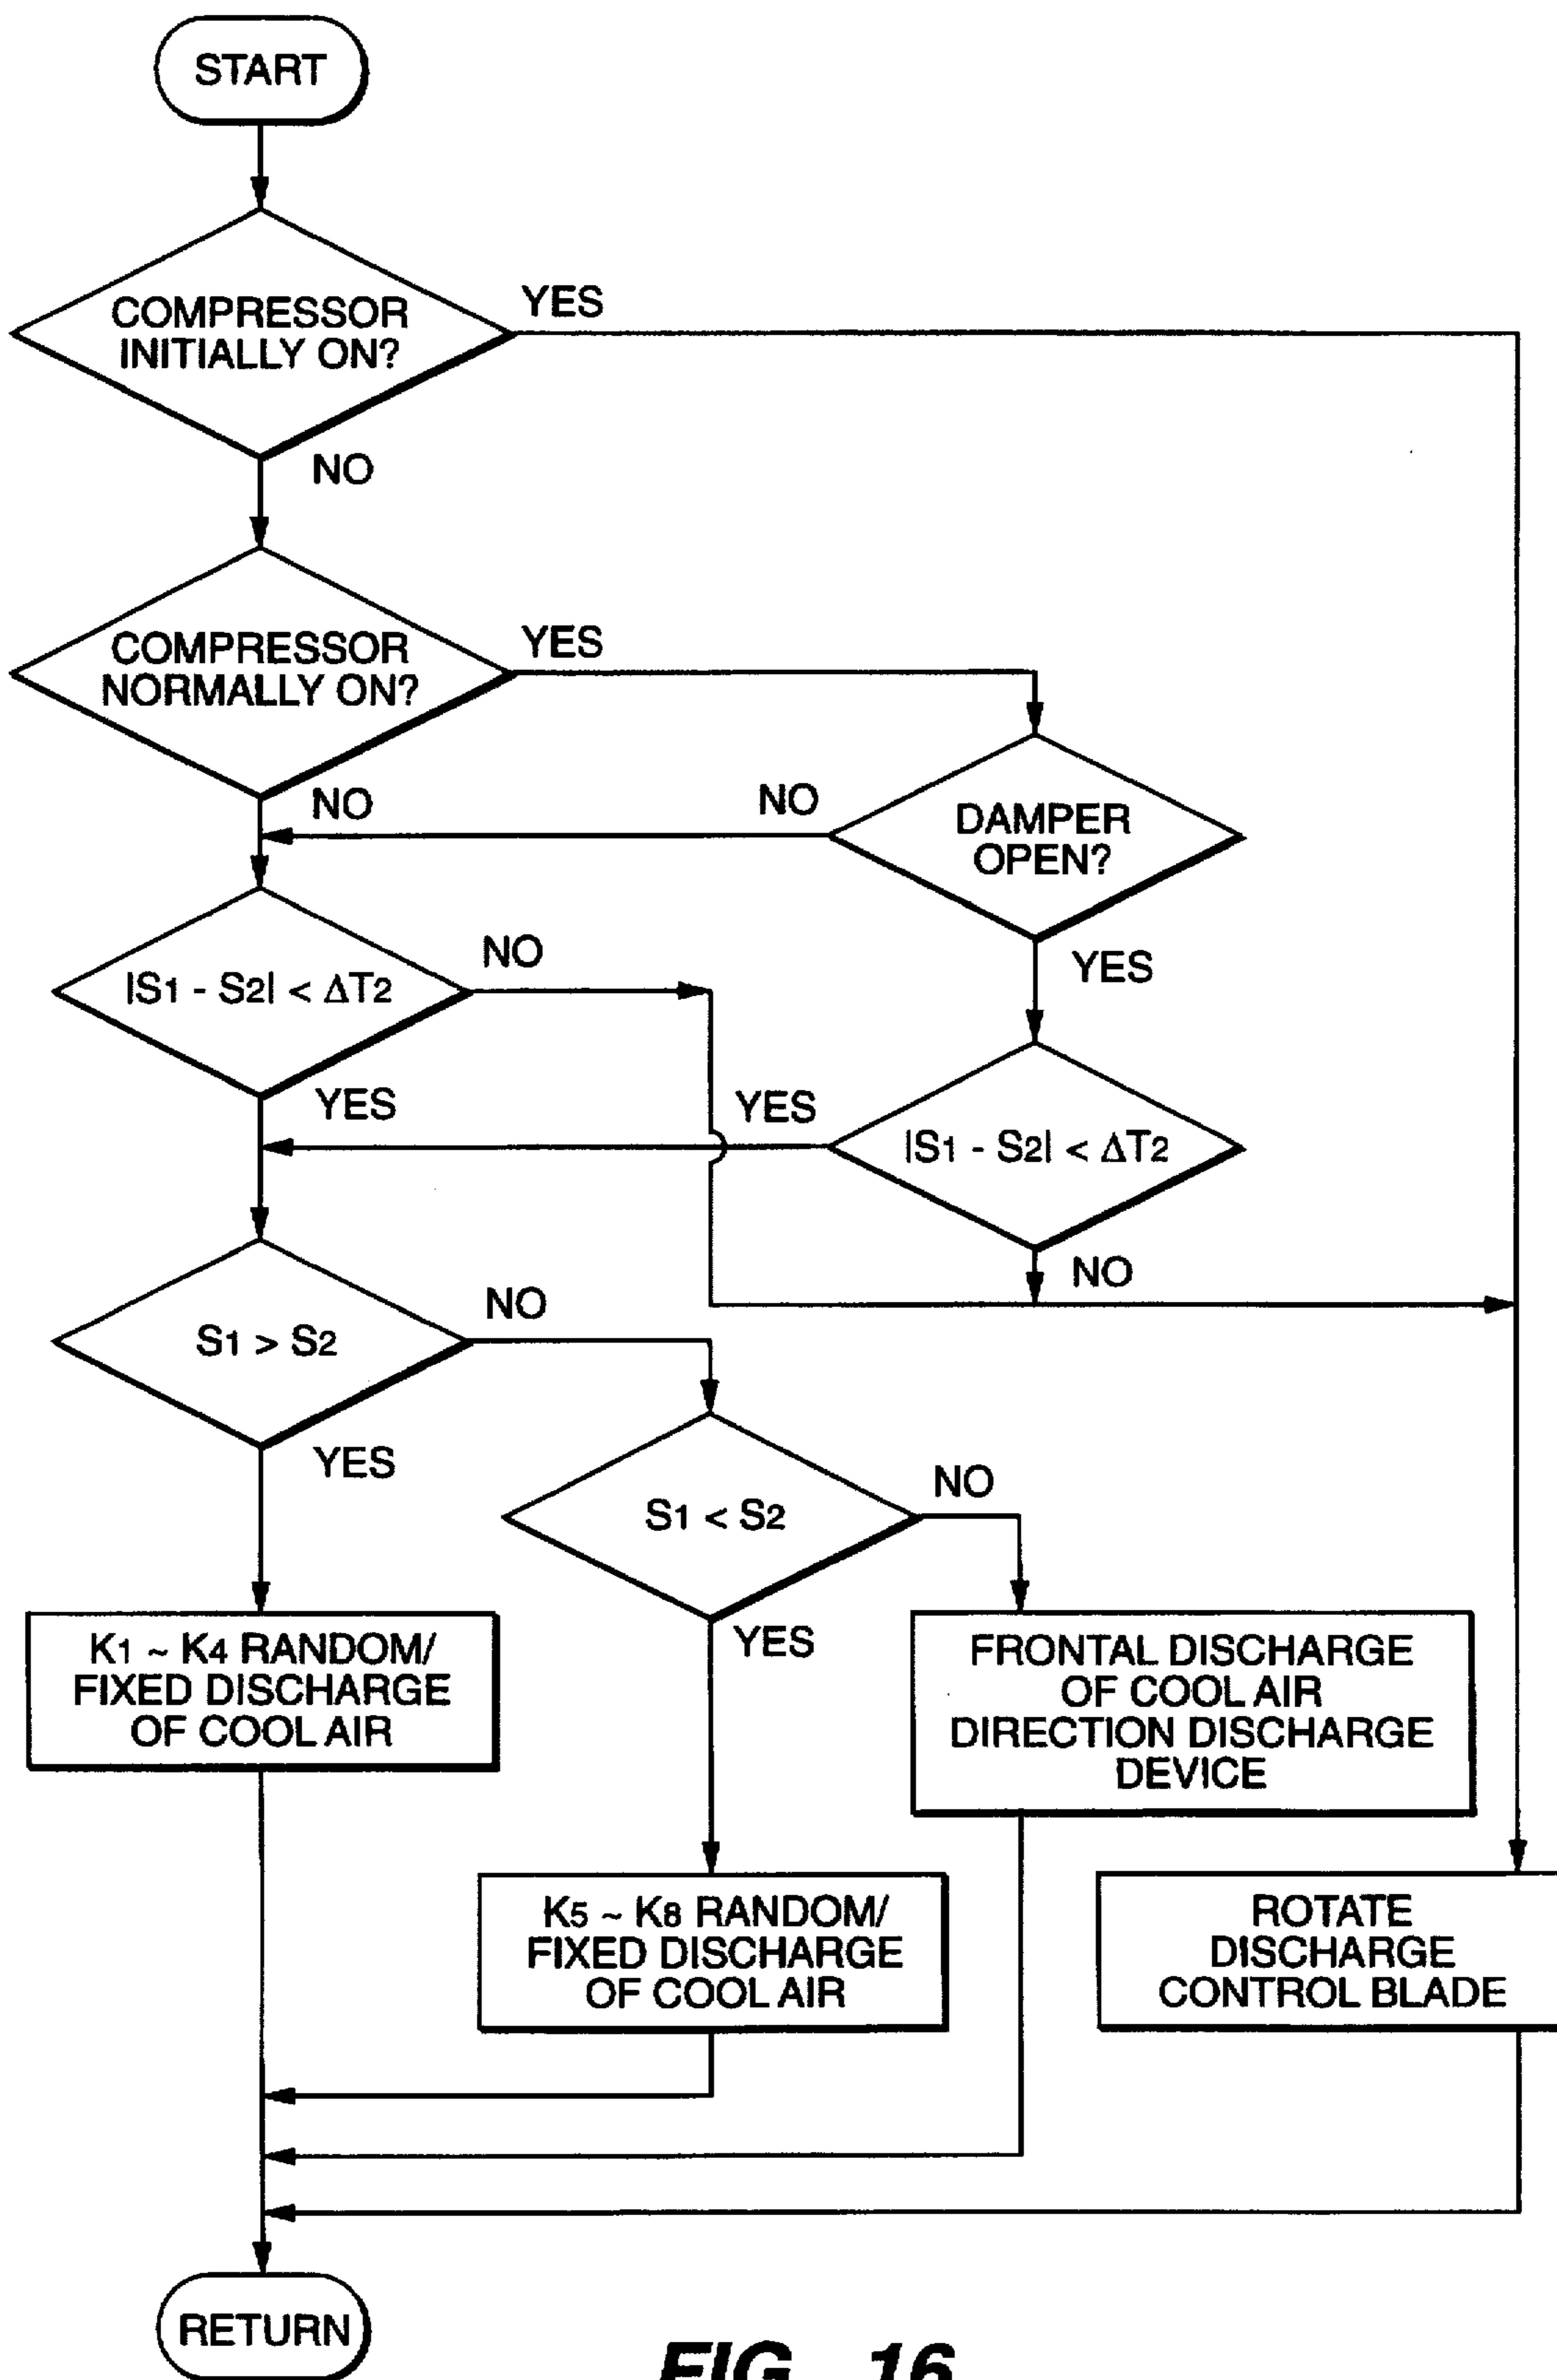 START
COMPRESSOR
INITIALLY ON?
YES
NO
COMPRESSOR
NORMALLY ON?
YES
NO
NO
DAMPER
OPEN?
YES
|S1 - S2| < ΔT2
NO
YES
YES
|S1 - S2| < ΔT2
NO
S1 > S2
NO
YES
S1 < S2
NO
YES
K1 ~ K4 RANDOM/
FIXED DISCHARGE
OF COOL AIR
FRONTAL DISCHARGE
OF COOL AIR
DIRECTION DISCHARGE
DEVICE
K5 ~ K8 RANDOM/
FIXED DISCHARGE
OF COOL AIR
ROTATE
DISCHARGE
CONTROL BLADE
RETURN
FIG. 16